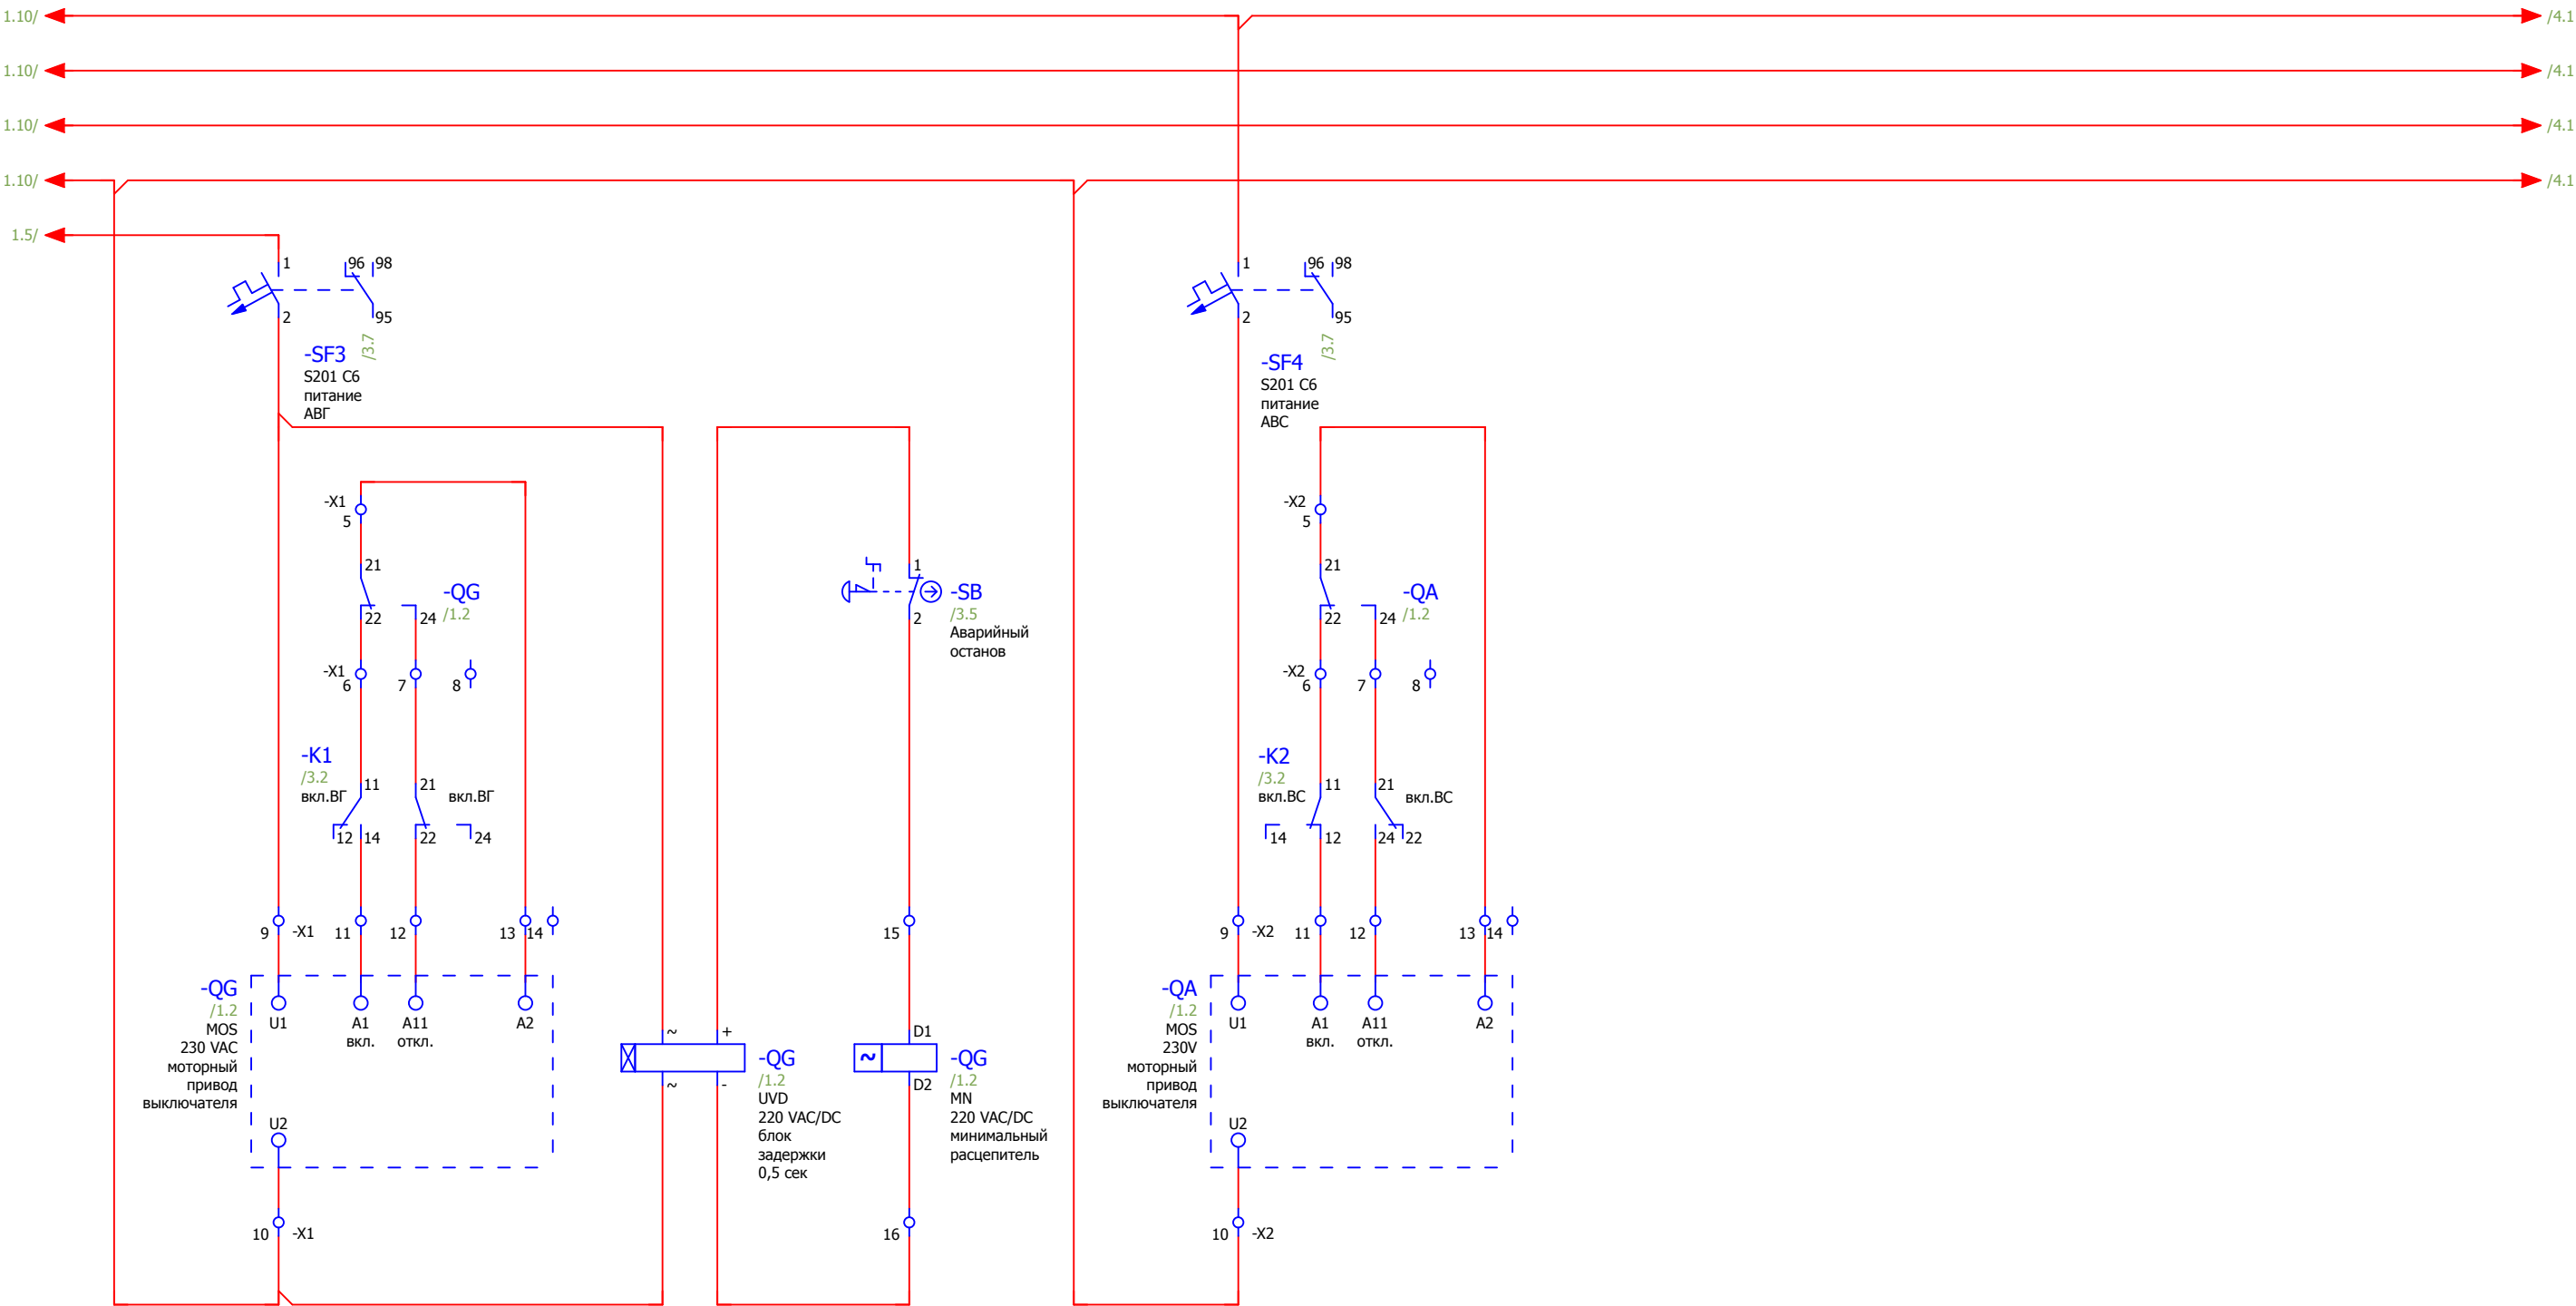 1.10/
/4.1
1.10/
/4.1
1.10/
/4.1
1.10/
/4.1
1.5/
1
96
98
2
95
/3.7
-SF3
S201 C6
питание
АВГ
1
96
98
2
95
/3.7
-SF4
S201 C6
питание
АВС
-X1
5
21
-QG
/1.2
22
24
-X1
6
7
8
-K1
/3.2
вкл.ВГ
11
21
вкл.ВГ
12
14
22
24
9
-X1
11
12
13
14
-QG
/1.2
MOS
230 VAC
моторный
привод
выключателя
U1
A1
вкл.
A11
откл.
A2
U2
10
-X1
~
+
~
-
-QG
/1.2
UVD
220 VAC/DC
блок
задержки
0,5 сек
1
2
-SB
/3.5
Аварийный
останов
15
D1
~
D2
-QG
/1.2
MN
220 VAC/DC
минимальный
расцепитель
16
-X2
5
21
-QA
/1.2
22
24
-X2
6
7
8
-K2
/3.2
вкл.ВС
11
21
вкл.ВС
14
12
24
22
9
-X2
11
12
13
14
-QA
/1.2
MOS
230V
моторный
привод
выключателя
U1
A1
вкл.
A11
откл.
A2
U2
10
-X2